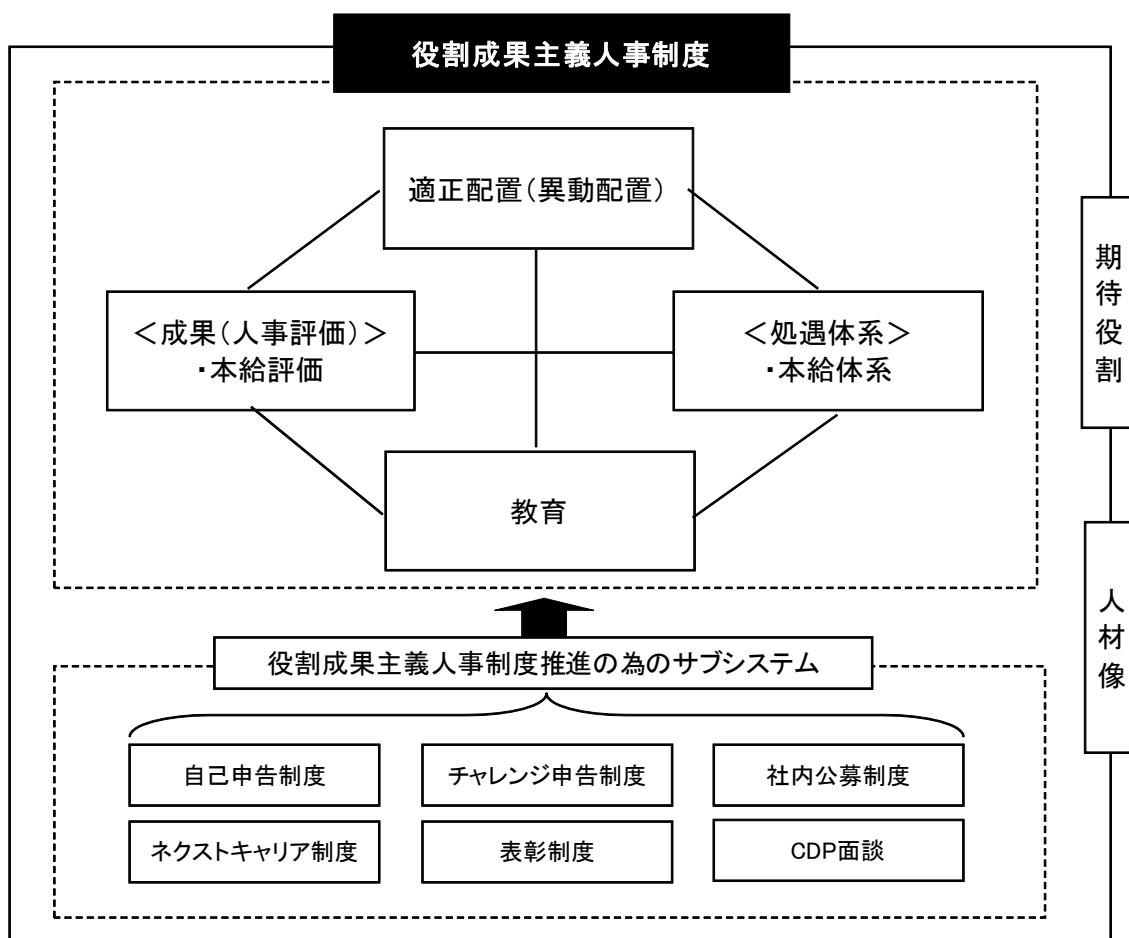 役割成果主義人事制度
適正配置(異動配置)
＜成果(人事評価)＞
・本給評価
＜処遇体系＞
・本給体系
教育
期待役割
人材像
役割成果主義人事制度推進の為のサブシステム
自己申告制度
チャレンジ申告制度
社内公募制度
ネクストキャリア制度
表彰制度
CDP面談